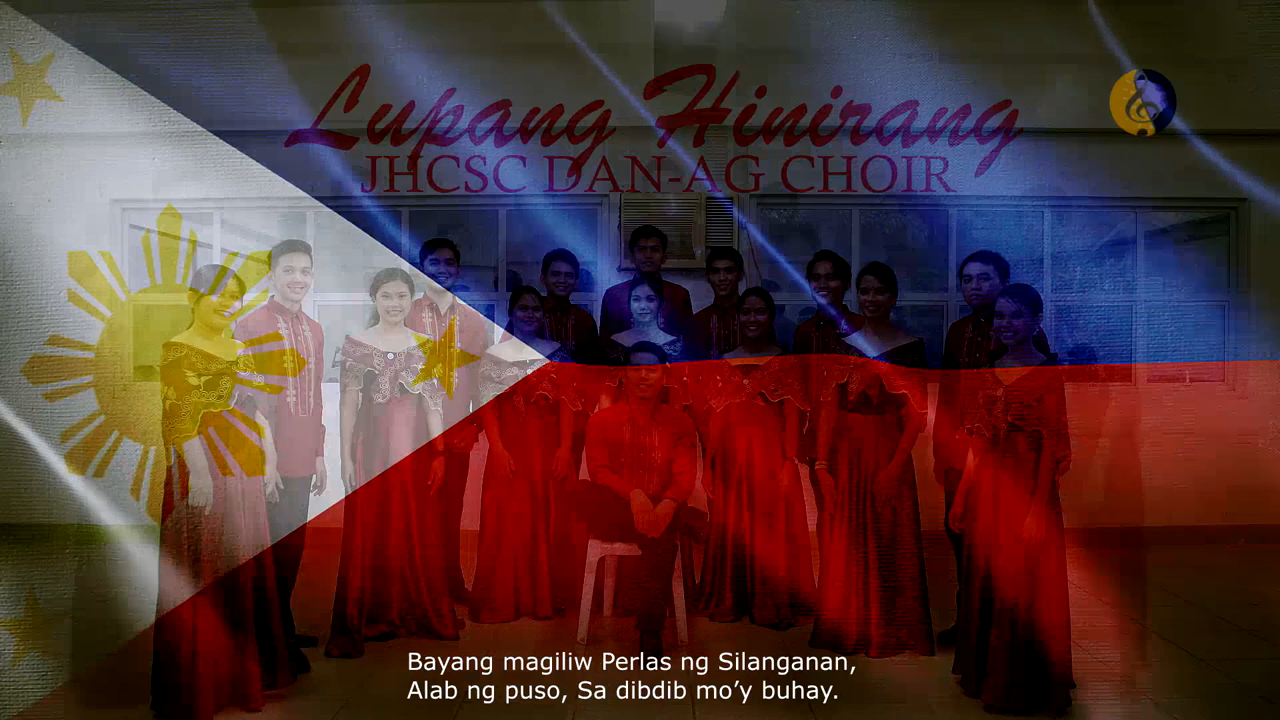 Lupang Hinirang
JHCSC DAN-AG CHOIR
Bayang magiliw Perlas ng Silanganan,
Alab ng puso, Sa dibdib mo’y buhay.